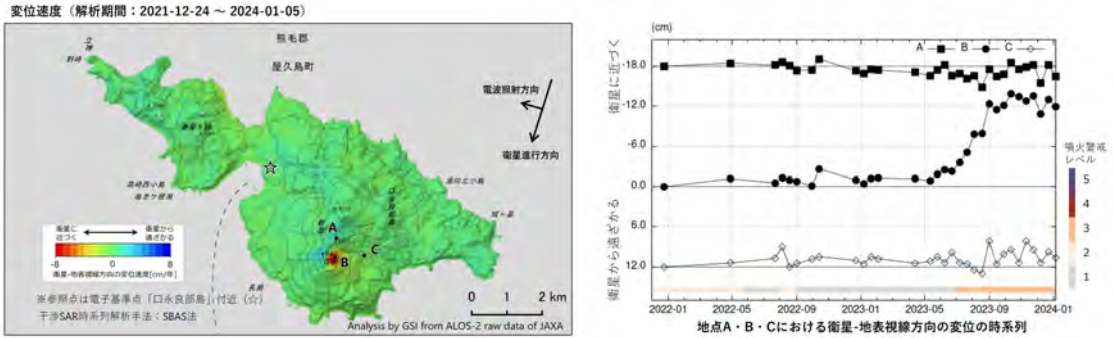 変位速度（解析期間：2021-12-24 ～ 2024-01-05）
熊毛郡
屋久島町
野崎
電波照射方向
衛星進行方向
A
B
C
衛星に
近づく
衛星から
遠ざかる
-8
0
8
衛星-地表視線方向の変位速度[cm/年]
※参照点は電子基準点「口永良部島」付近（☆）
干渉SAR時系列解析手法：SBAS法
0 1 2 km
Analysis by GSI from ALOS-2 raw data of JAXA
(cm)
A B C
衛星に近づく
衛星から遠ざかる
-18.0
-12.0
-6.0
0.0
6.0
12.0
噴火警戒
レベル
5
4
3
2
1
2022-01 2022-05 2022-09 2023-01 2023-05 2023-09 2024-01
地点A・B・Cにおける衛星-地表視線方向の変位の時系列